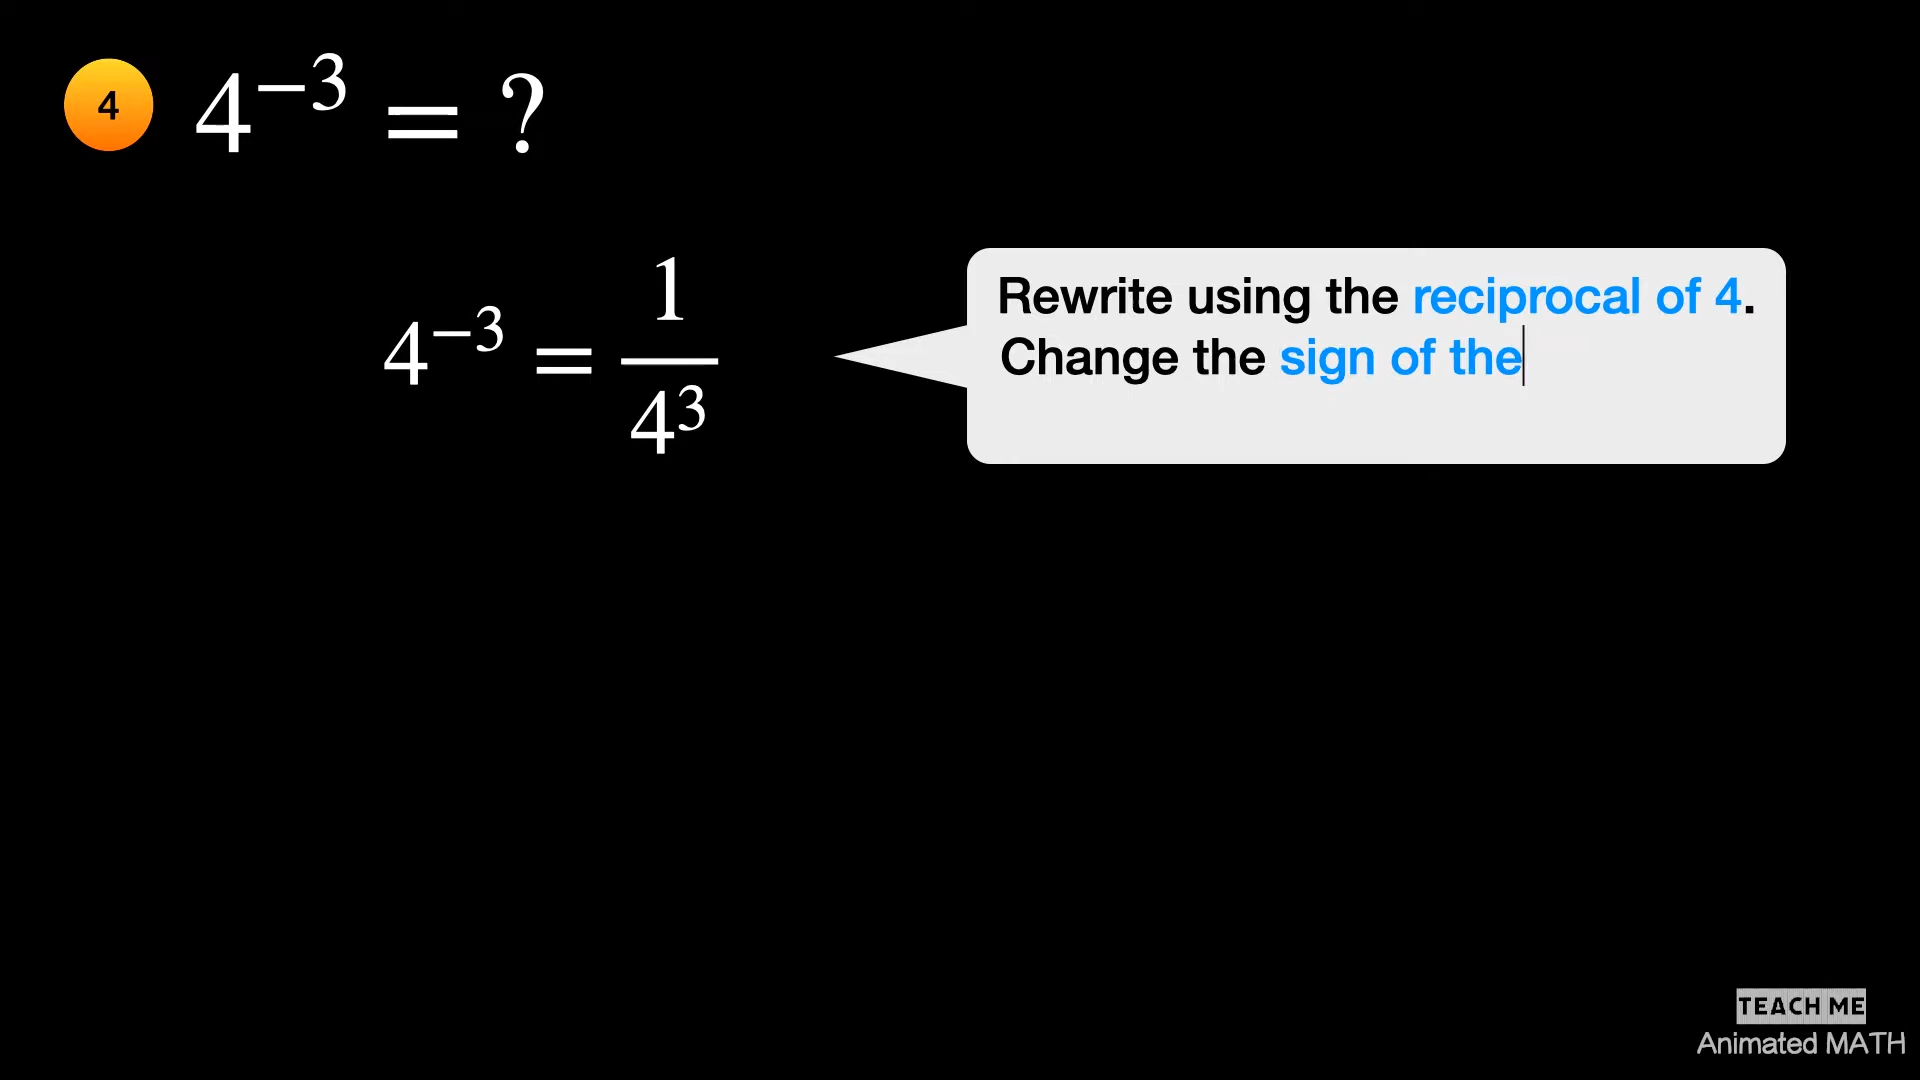 4
4⁻³ = ?
4⁻³ = 1/4³
Rewrite using the reciprocal of 4.
Change the sign of the
TEACH ME
Animated MATH